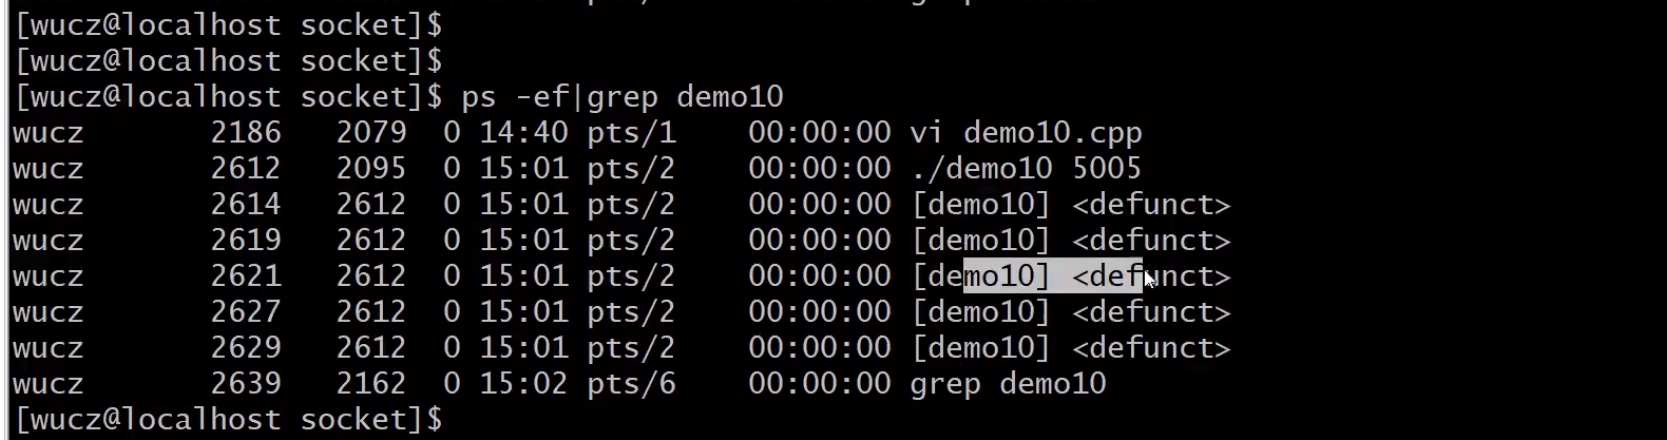 [wucz@localhost socket]$
[wucz@localhost socket]$
[wucz@localhost socket]$ ps -ef|grep demo10
wucz 2186 2079 0 14:40 pts/1 00:00:00 vi demo10.cpp
wucz 2612 2095 0 15:01 pts/2 00:00:00 ./demo10 5005
wucz 2614 2612 0 15:01 pts/2 00:00:00 [demo10] <defunct>
wucz 2619 2612 0 15:01 pts/2 00:00:00 [demo10] <defunct>
wucz 2621 2612 0 15:01 pts/2 00:00:00 [demo10] <defunct>
wucz 2627 2612 0 15:01 pts/2 00:00:00 [demo10] <defunct>
wucz 2629 2612 0 15:01 pts/2 00:00:00 [demo10] <defunct>
wucz 2639 2162 0 15:02 pts/6 00:00:00 grep demo10
[wucz@localhost socket]$